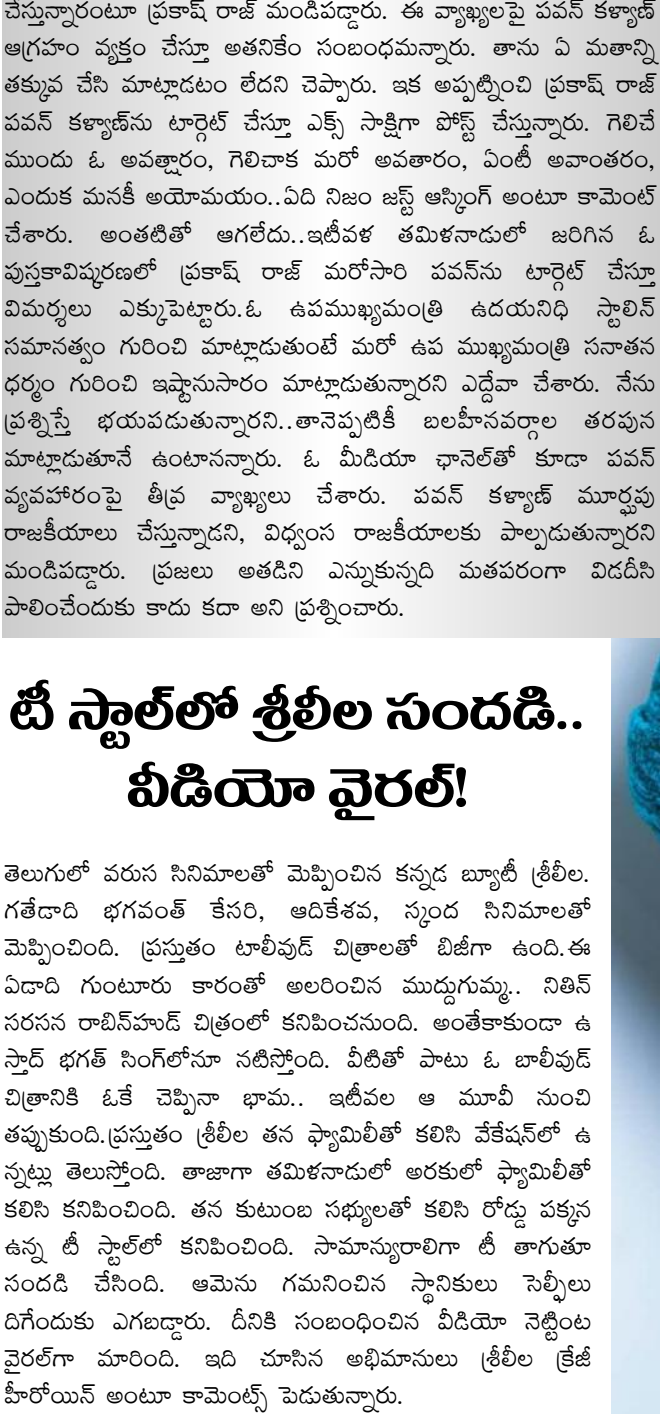 చేస్తున్నారంటూ ప్రకాష్ రాజ్ మండిపడ్డారు. ఈ వ్యాఖ్యలపై పవన్ కళ్యాణ్
ఆగ్రహం వ్యక్తం చేస్తూ అతనికేం సంబంధమన్నారు. తాను ఏ మతాన్ని
తక్కువ చేసి మాట్లాడటం లేదని చెప్పారు. ఇక అప్పట్నించి ప్రకాష్ రాజ్
పవన్ కళ్యాణ్‌ను టార్గెట్ చేస్తూ ఎక్స్ సాక్షిగా పోస్ట్ చేస్తున్నారు. గెలిచే
ముందు ఓ అవత్తారం, గెలిచాక మరో అవతారం, ఏంటీ అవాంతరం,
ఎందుక మనకీ అయోమయం..ఏది నిజం జస్ట్ ఆస్కింగ్ అంటూ కామెంట్
చేశారు. అంతటితో ఆగలేదు..ఇటీవళ తమిళనాడులో జరిగిన ఓ
పుస్తకావిష్కరణలో ప్రకాష్ రాజ్ మరోసారి పవన్‌ను టార్గెట్ చేస్తూ
విమర్శలు ఎక్కుపెట్టారు.ఓ ఉపముఖ్యమంత్రి ఉదయనిధి స్టాలిన్
సమానత్వం గురించి మాట్లాడుతుంటే మరో ఉప ముఖ్యమంత్రి సనాతన
ధర్మం గురించి ఇష్టానుసారం మాట్లాడుతున్నారని ఎద్దేవా చేశారు. నేను
ప్రశ్నిస్తే భయపడుతున్నారని..తానెప్పటికీ బలహీనవర్గాల తరపున
మాట్లాడుతూనే ఉంటానన్నారు. ఓ మీడియా ఛానెల్‌తో కూడా పవన్
వ్యవహారంపై తీవ్ర వ్యాఖ్యలు చేశారు. పవన్ కళ్యాణ్ మూర్ఖపు
రాజకీయాలు చేస్తున్నాడని, విధ్వంస రాజకీయాలకు పాల్పడుతున్నారని
మండిపడ్డారు. ప్రజలు అతడిని ఎన్నుకున్నది మతపరంగా విడదీసి
పాలించేందుకు కాదు కదా అని ప్రశ్నించారు.
టీ స్టాల్‌లో శ్రీలీల సందడి..
వీడియో వైరల్!
తెలుగులో వరుస సినిమాలతో మెప్పించిన కన్నడ బ్యూటీ శ్రీలీల.
గతేడాది భగవంత్ కేసరి, ఆదికేశవ, స్కంద సినిమాలతో
మెప్పించింది. ప్రస్తుతం టాలీవుడ్ చిత్రాలతో బిజీగా ఉంది.ఈ
ఏడాది గుంటూరు కారంతో అలరించిన ముద్దుగుమ్మ.. నితిన్
సరసన రాబిన్‌హుడ్ చిత్రంలో కనిపించనుంది. అంతేకాకుండా ఉ
స్తాద్ భగత్ సింగ్‌లోనూ నటిస్తోంది. వీటితో పాటు ఓ బాలీవుడ్
చిత్రానికి ఓకే చెప్పినా భామ.. ఇటీవల ఆ మూవీ నుంచి
తప్పుకుంది.ప్రస్తుతం శ్రీలీల తన ఫ్యామిలీతో కలిసి వేకేషన్‌లో ఉ
న్నట్లు తెలుస్తోంది. తాజాగా తమిళనాడులో అరకులో ఫ్యామిలీతో
కలిసి కనిపించింది. తన కుటుంబ సభ్యులతో కలిసి రోడ్డు పక్కన
ఉన్న టీ స్టాల్‌లో కనిపించింది. సామాన్యురాలిగా టీ తాగుతూ
సందడి చేసింది. ఆమెను గమనించిన స్థానికులు సెల్ఫీలు
దిగేందుకు ఎగబడ్డారు. దీనికి సంబంధించిన వీడియో నెట్టింట
వైరల్‌గా మారింది. ఇది చూసిన అభిమానులు శ్రీలీల క్రేజీ
హీరోయిన్ అంటూ కామెంట్స్ పెడుతున్నారు.